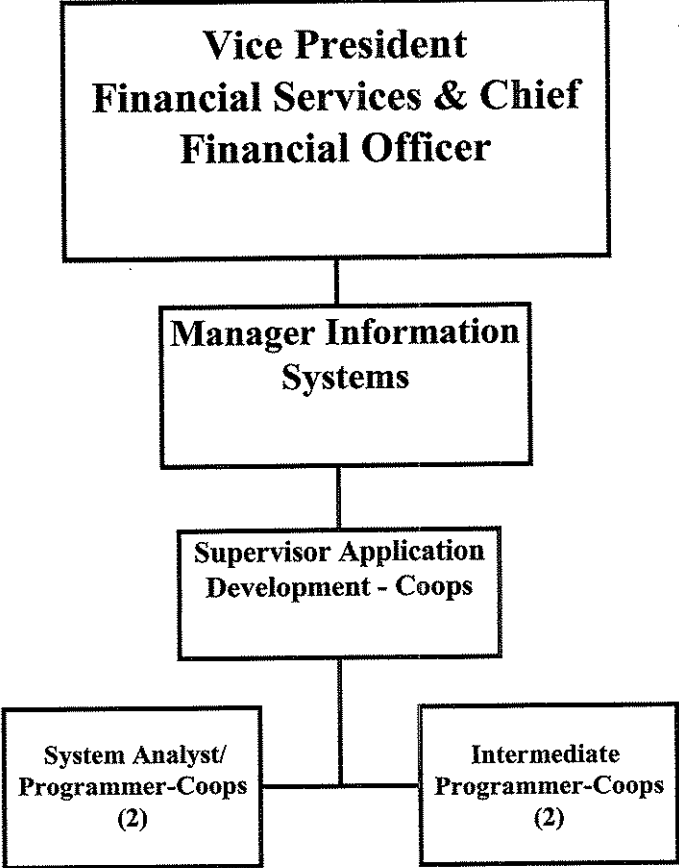 Vice President
Financial Services & Chief
Financial Officer
Manager Information
Systems
Supervisor Application
Development - Coops
System Analyst/
Programmer-Coops
(2)
Intermediate
Programmer-Coops
(2)